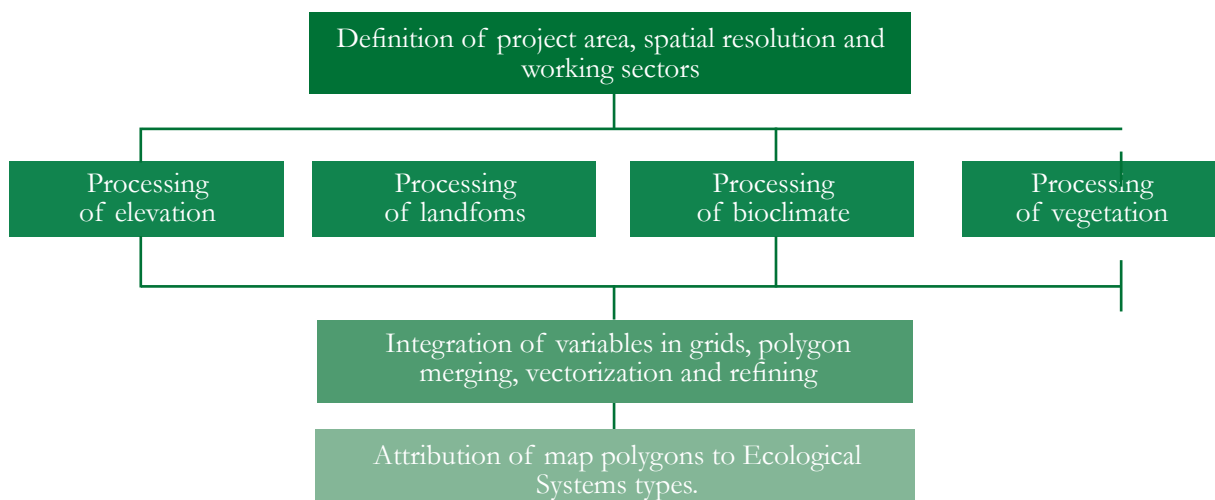 Definition of project area, spatial resolution and
working sectors
Processing
of elevation
Processing
of landfoms
Processing
of bioclimate
Processing
of vegetation
Integration of variables in grids, polygon
merging, vectorization and refining
Attribution of map polygons to Ecological
Systems types.